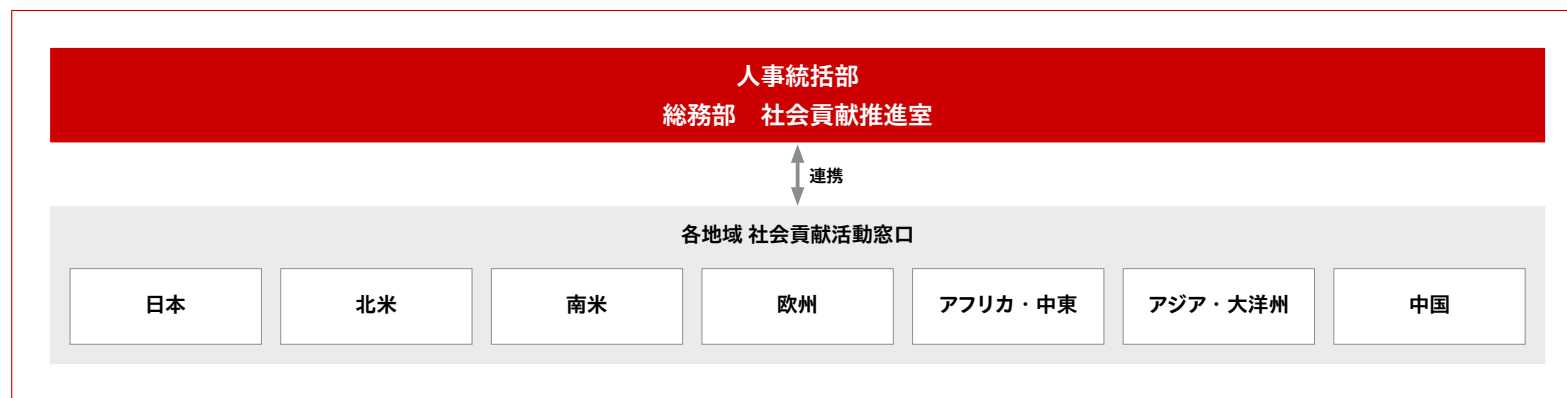 人事統括部
総務部　社会貢献推進室
連携
各地域 社会貢献活動窓口
日本
北米
南米
欧州
アフリカ・中東
アジア・大洋州
中国